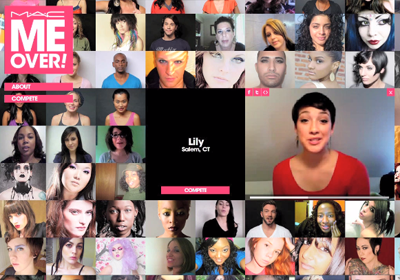 MAC
ME
OVER!
ABOUT
COMPETE
Lily
Salem, CT
COMPETE
f t
x